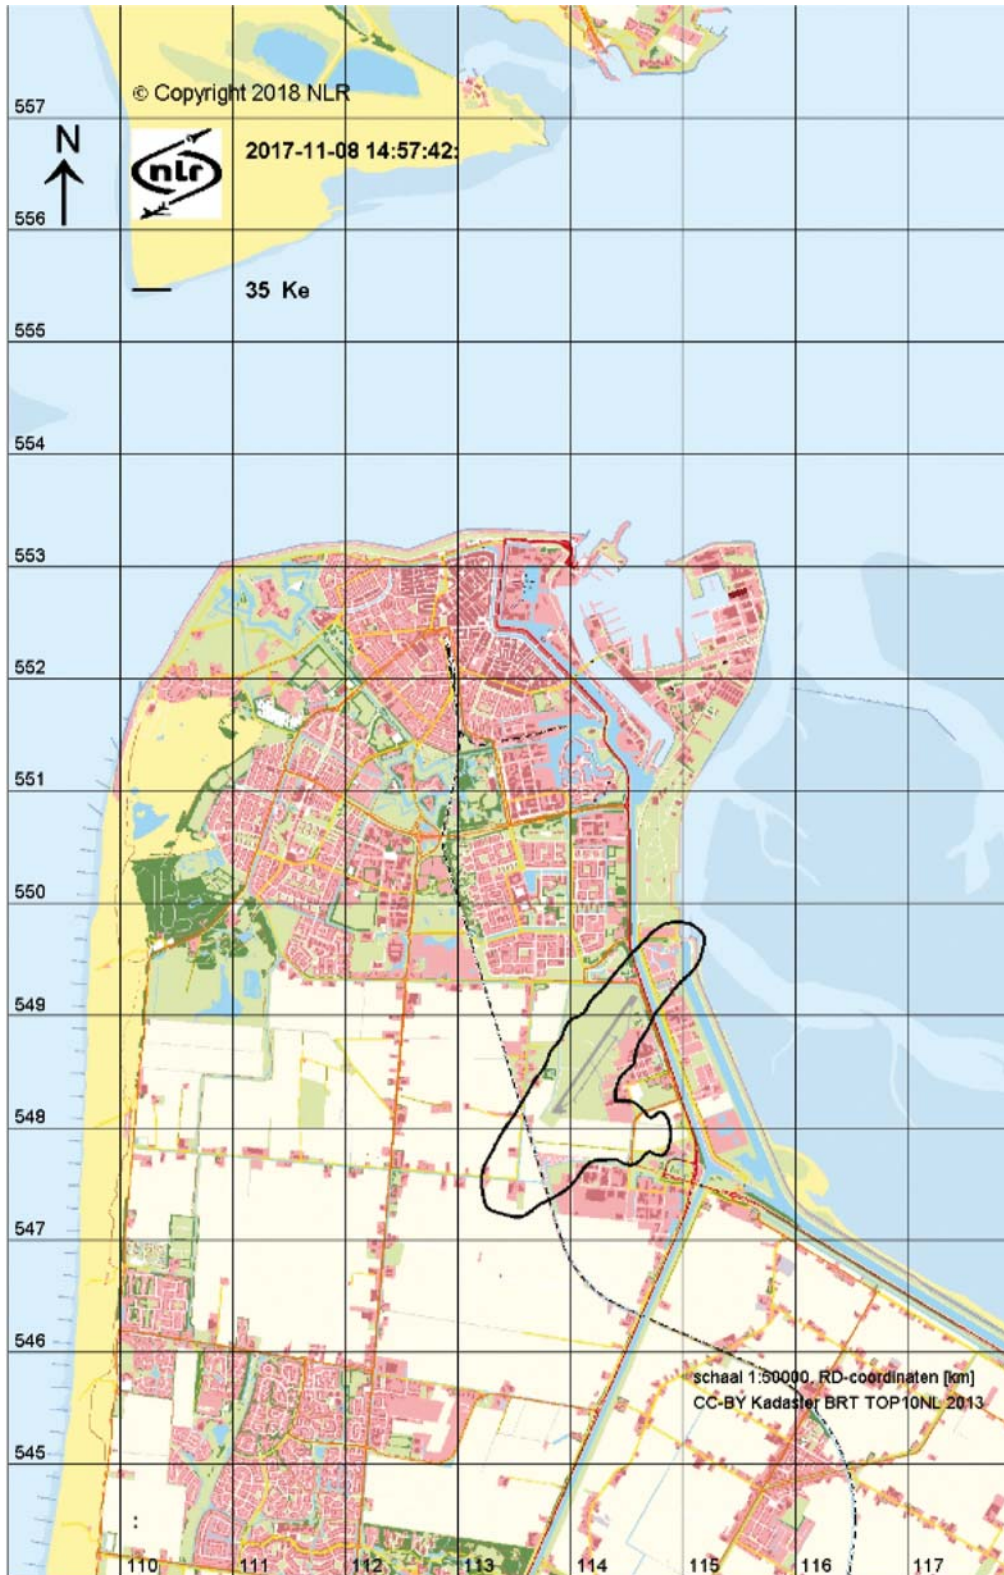 © Copyright 2018 NLR
557
N
nlr
2017-11-08 14:57:42:
556
35 Ke
555
554
553
552
551
550
549
548
547
546
schaal 1:50000, RD-coordinaten [km]
CC-BY Kadaster BRT TOP10NL 2013
545
:
110 111 112 113 114 115 116 117